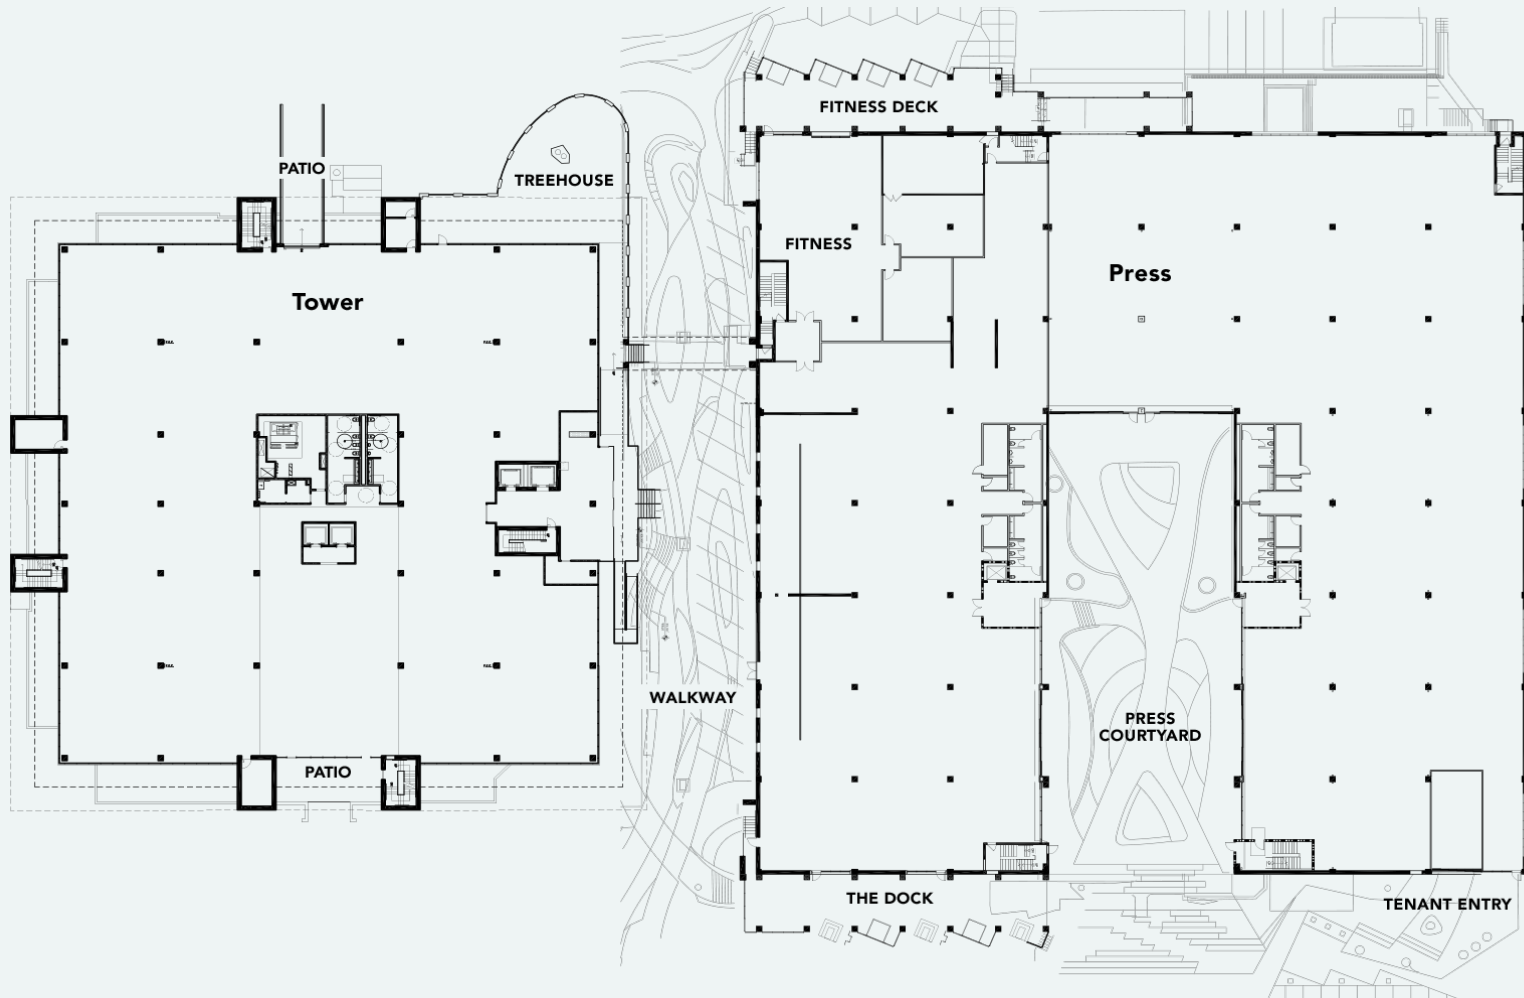 FITNESS DECK
PATIO
TREEHOUSE
FITNESS
Press
Tower
WALKWAY
PRESS
COURTYARD
PATIO
THE DOCK
TENANT ENTRY